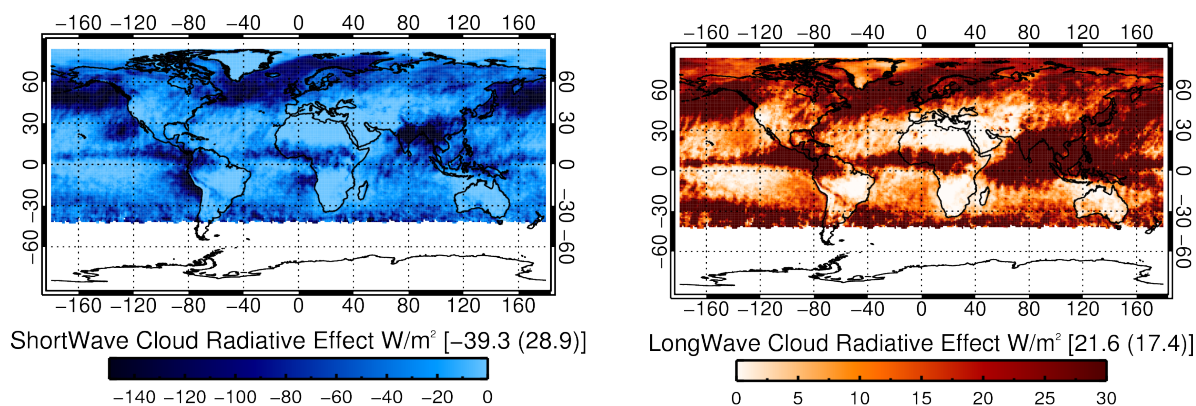 −160 −120 −80 −40 0 40 80 120 160
60 60
30 30
0 0
−30 −30
−60 −60
−160 −120 −80 −40 0 40 80 120 160
ShortWave Cloud Radiative Effect W/m² [−39.3 (28.9)]
−140 −120 −100 −80 −60 −40 −20 0
−160 −120 −80 −40 0 40 80 120 160
60 60
30 30
0 0
−30 −30
−60 −60
−160 −120 −80 −40 0 40 80 120 160
LongWave Cloud Radiative Effect W/m² [21.6 (17.4)]
0 5 10 15 20 25 30